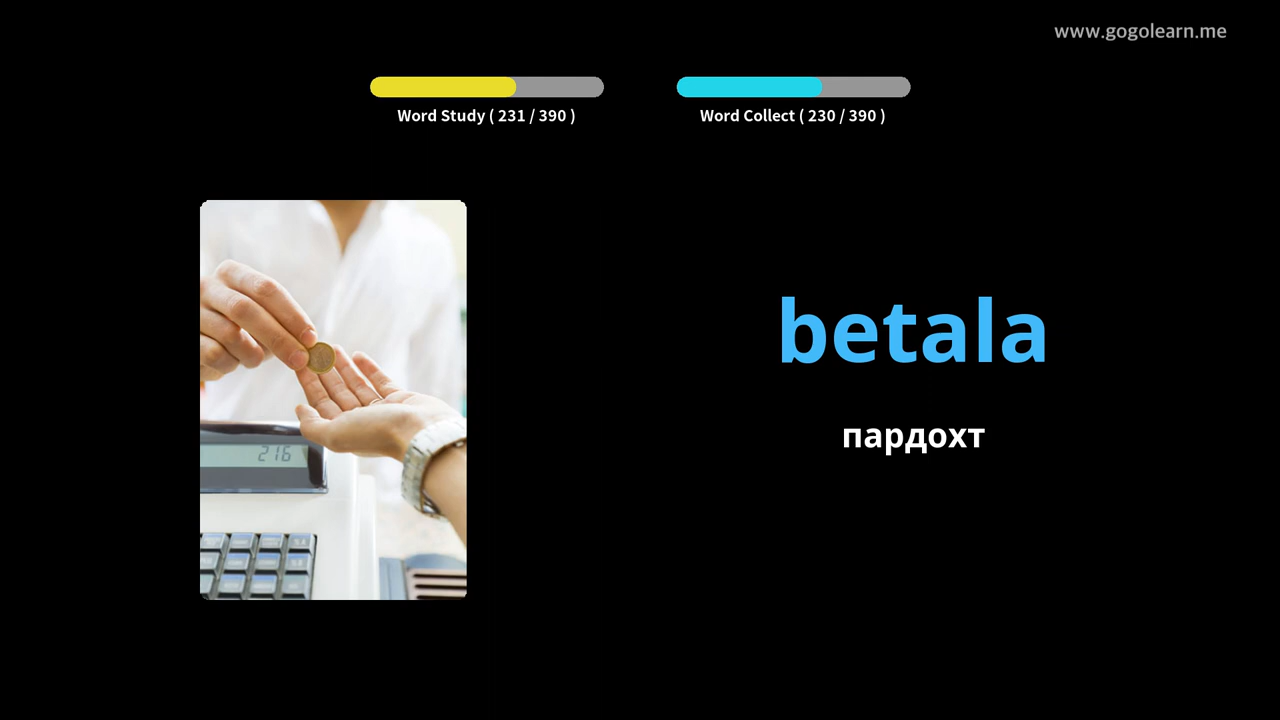 www.gogolearn.me
Word Study ( 231 / 390 )
Word Collect ( 230 / 390 )
216
betala
пардохт